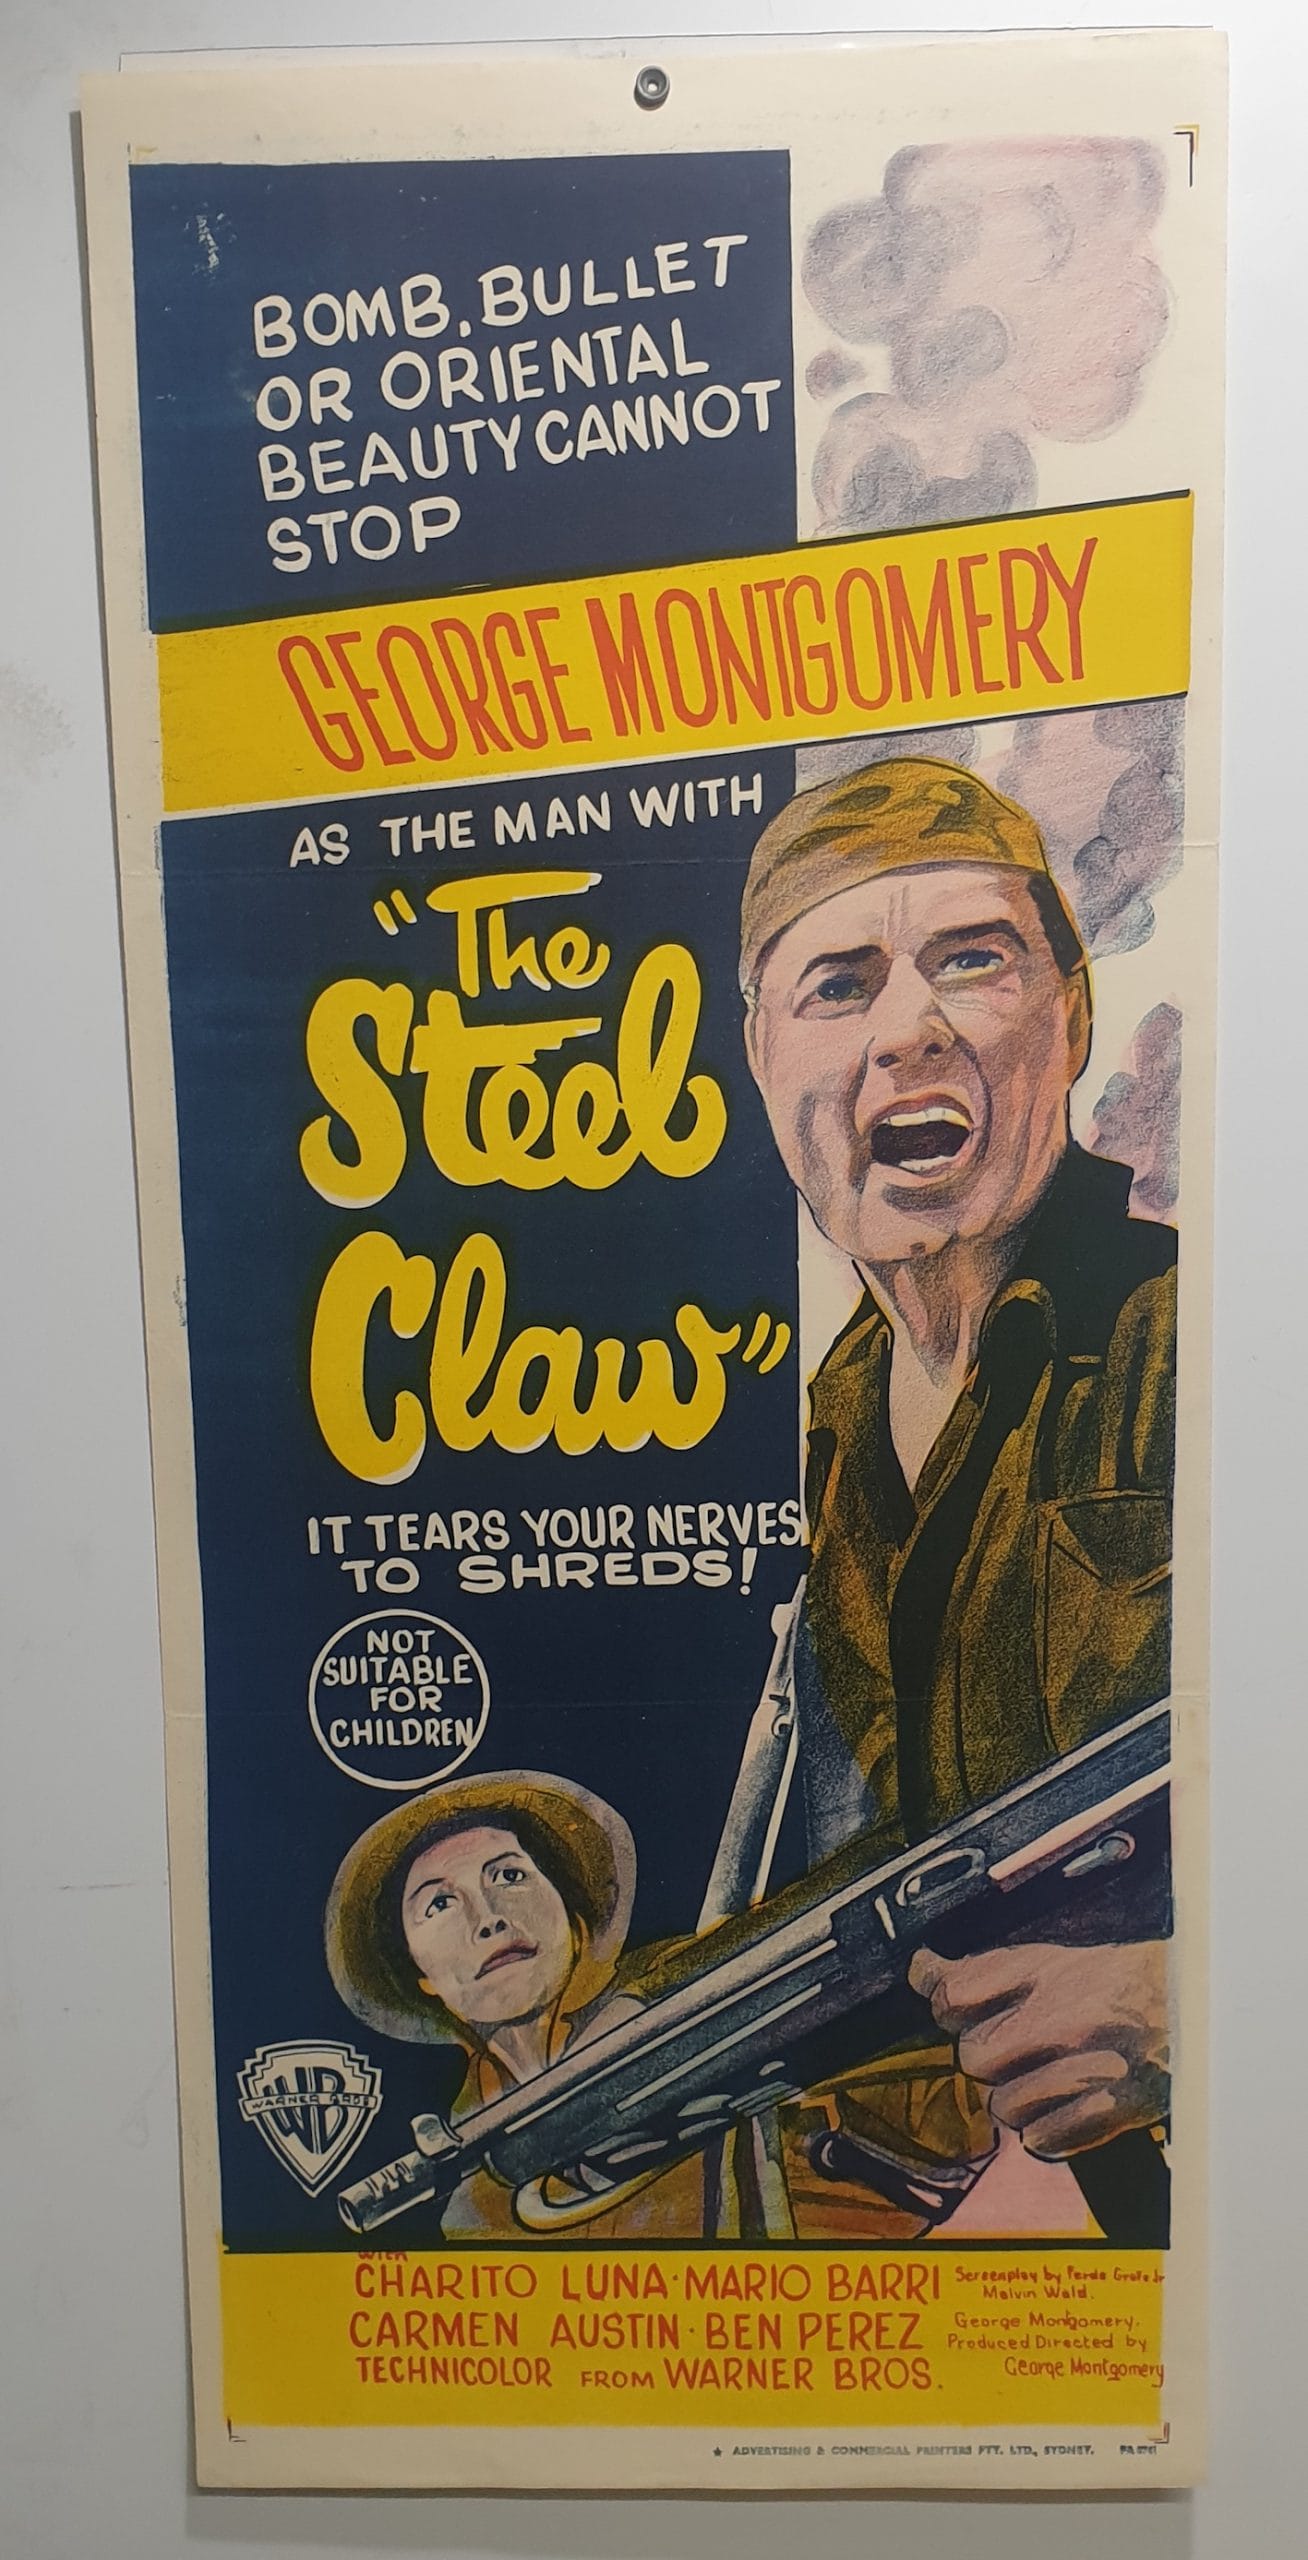 BOMB, BULLET
OR ORIENTAL
BEAUTY CANNOT
STOP
GEORGE MONTGOMERY
AS THE MAN WITH
"The
Steel
Claw"
IT TEARS YOUR NERVES
TO SHREDS!
NOT
SUITABLE
FOR
CHILDREN
WB
WARNER BROS
WITH
CHARITO LUNA · MARIO BARRI
CARMEN AUSTIN · BEN PEREZ
TECHNICOLOR FROM WARNER BROS.
Screenplay by Ferde Grofe Jr
Malvin Wald.
George Montgomery.
Produced Directed by
George Montgomery
★ ADVERTISING & COMMERCIAL PRINTERS PTY. LTD., SYDNEY.